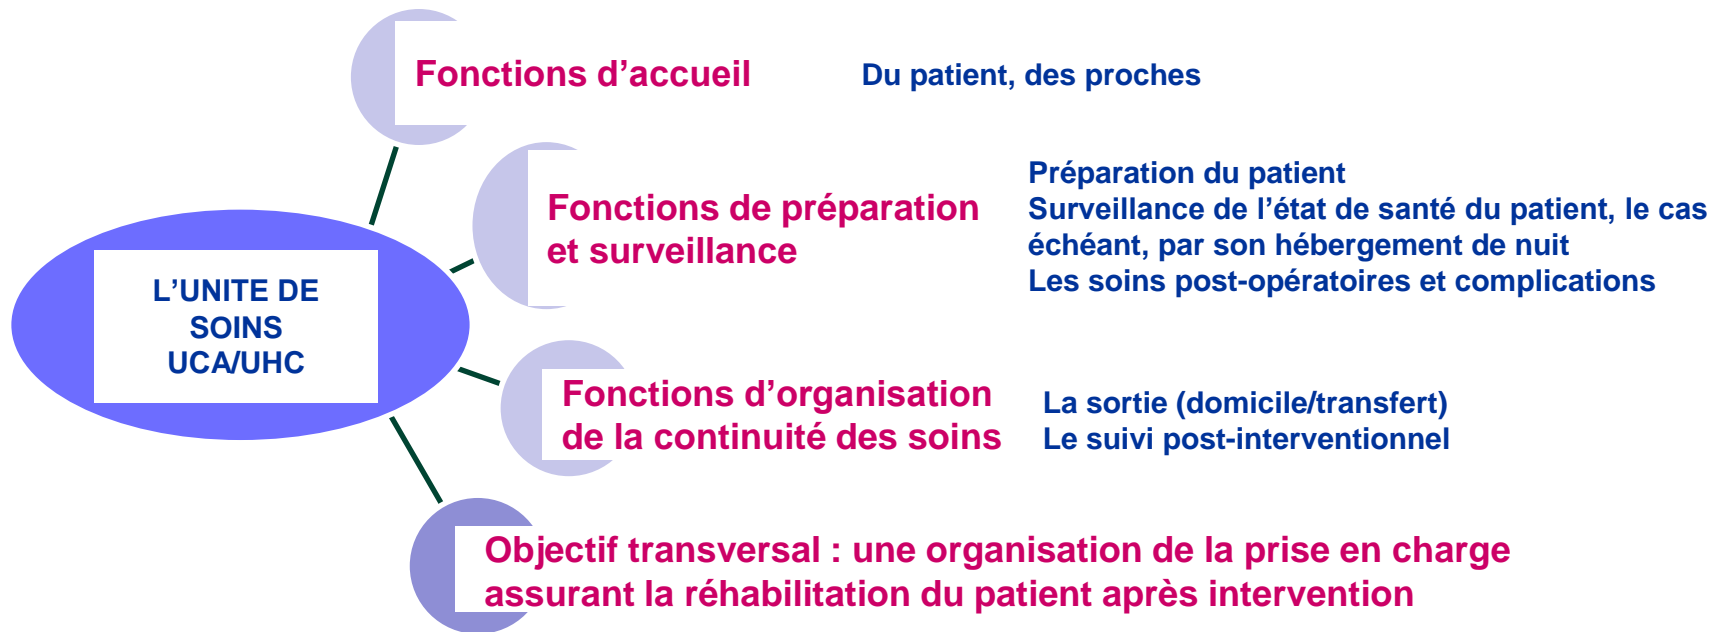 Fonctions d’accueil
Du patient, des proches
Fonctions de préparation
et surveillance
Préparation du patient
Surveillance de l’état de santé du patient, le cas
échéant, par son hébergement de nuit
Les soins post-opératoires et complications
L’UNITE DE
SOINS
UCA/UHC
Fonctions d’organisation
de la continuité des soins
La sortie (domicile/transfert)
Le suivi post-interventionnel
Objectif transversal : une organisation de la prise en charge
assurant la réhabilitation du patient après intervention